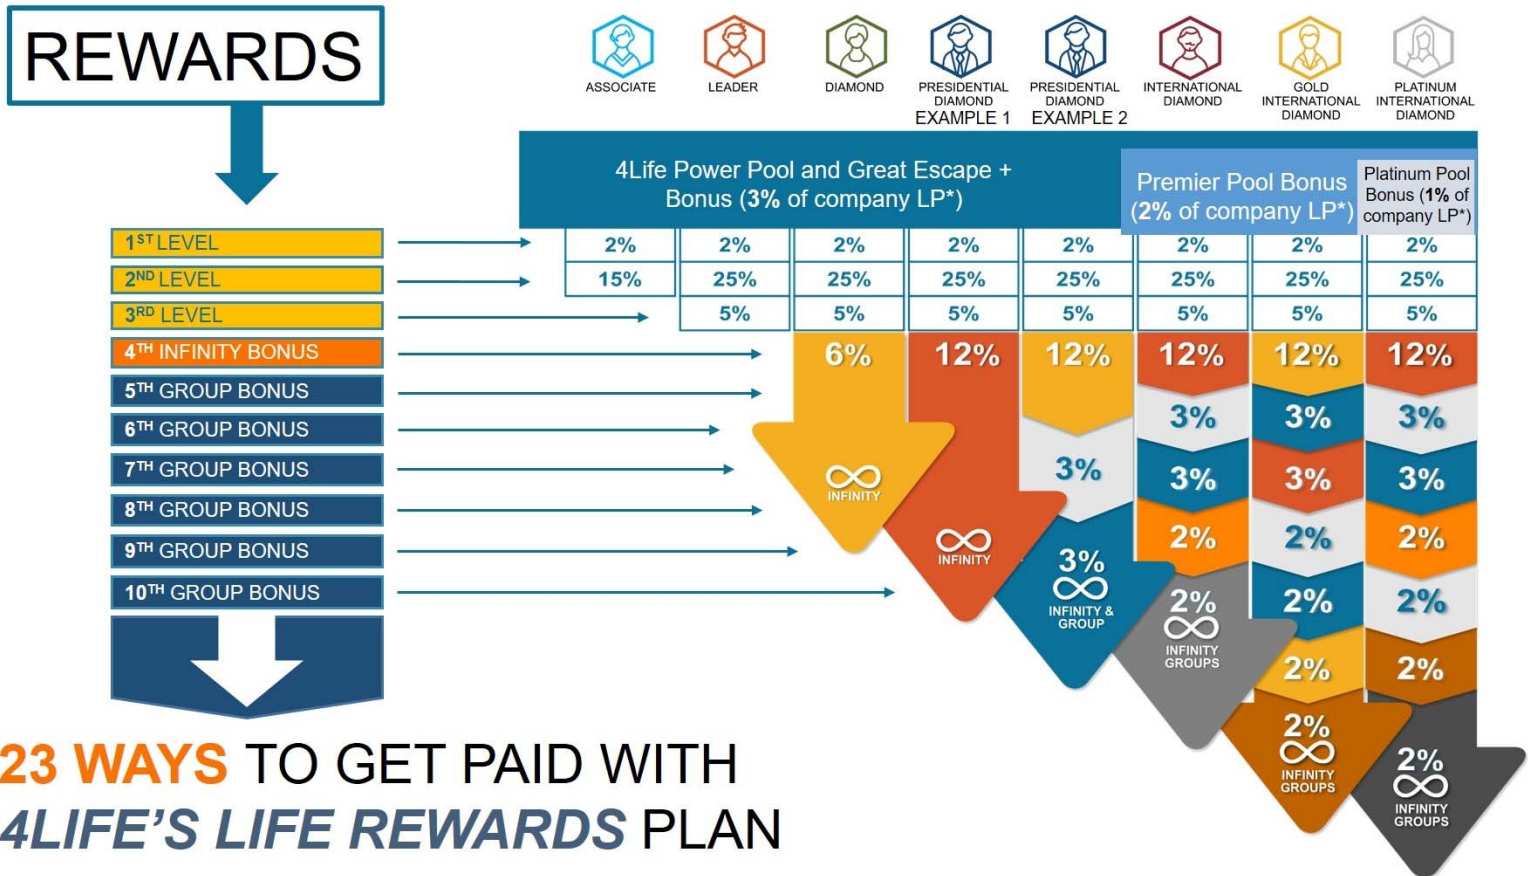 REWARDS
ASSOCIATE
LEADER
DIAMOND
PRESIDENTIAL
DIAMOND
EXAMPLE 1
PRESIDENTIAL
DIAMOND
EXAMPLE 2
INTERNATIONAL
DIAMOND
GOLD
INTERNATIONAL
DIAMOND
PLATINUM
INTERNATIONAL
DIAMOND
4Life Power Pool and Great Escape +
Bonus (3% of company LP*)
Premier Pool Bonus
(2% of company LP*)
Platinum Pool
Bonus (1% of
company LP*)
1ST LEVEL
2% 2% 2% 2% 2% 2% 2% 2%
2ND LEVEL
15% 25% 25% 25% 25% 25% 25% 25%
3RD LEVEL
5% 5% 5% 5% 5% 5% 5%
4TH INFINITY BONUS
6% 12% 12% 12% 12% 12%
5TH GROUP BONUS
3% 3% 3%
6TH GROUP BONUS
7TH GROUP BONUS
3% 3% 3% 3%
∞
INFINITY
8TH GROUP BONUS
9TH GROUP BONUS
2% 2% 2%
∞
INFINITY
10TH GROUP BONUS
3%
∞
INFINITY &
GROUP
2%
∞
INFINITY
GROUPS
2% 2%
2% 2%
2%
∞
INFINITY
GROUPS
2%
∞
INFINITY
GROUPS
23 WAYS TO GET PAID WITH
4LIFE'S LIFE REWARDS PLAN